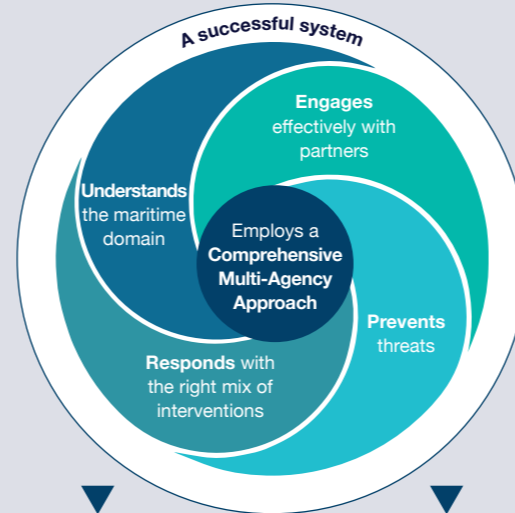 A successful system
Engages
effectively with
partners
Understands
the maritime
domain
Employs a
Comprehensive
Multi-Agency
Approach
Prevents
threats
Responds with
the right mix of
interventions